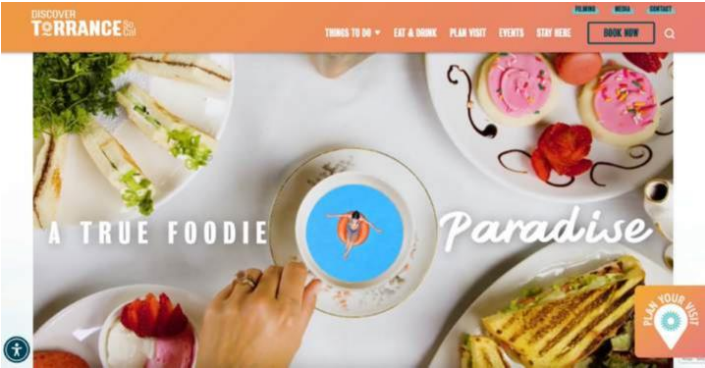 FILMING MEDIA CONTACT
DISCOVER
TORRANCE
THINGS TO DO EAT & DRINK PLAN VISIT EVENTS STAY HERE BOOK NOW
A TRUE FOODIE Paradise
PLAN YOUR VISIT